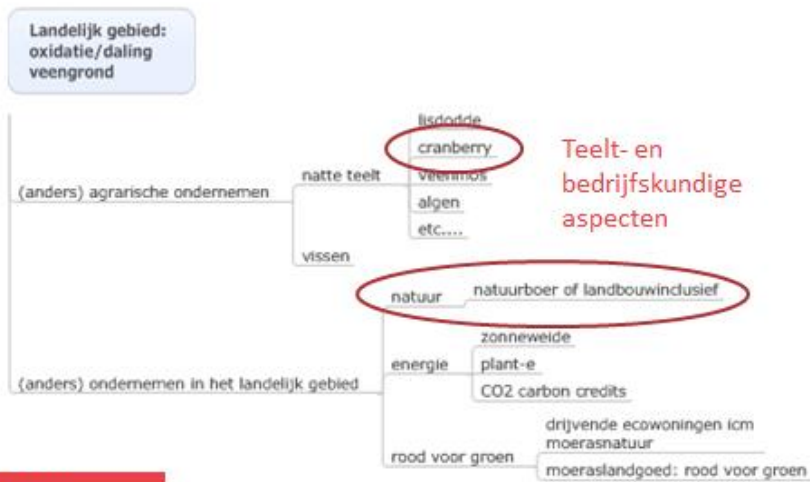 Landelijk gebied:
oxidatie/daling
veengrond
lisdodde
cranberry
natte teelt
veenmos
(anders) agrarische ondernemen
algen
etc....
vissen
Teelt- en
bedrijfskundige
aspecten
natuur
natuurboer of landbouwinclusief
zonneweide
energie
plant-e
CO2 carbon credits
(anders) ondernemen in het landelijk gebied
drijvende ecowoningen icm
moerasnatuur
rood voor groen
moeraslandgoed: rood voor groen